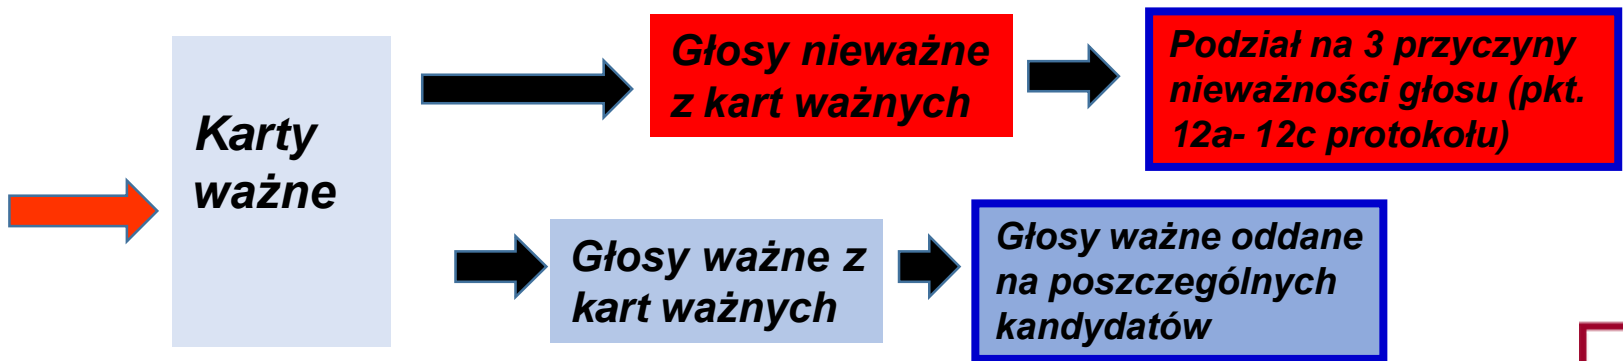 Karty
ważne
Głosy nieważne
z kart ważnych
Podział na 3 przyczyny
nieważności głosu (pkt.
12a- 12c protokołu)
Głosy ważne z
kart ważnych
Głosy ważne oddane
na poszczególnych
kandydatów